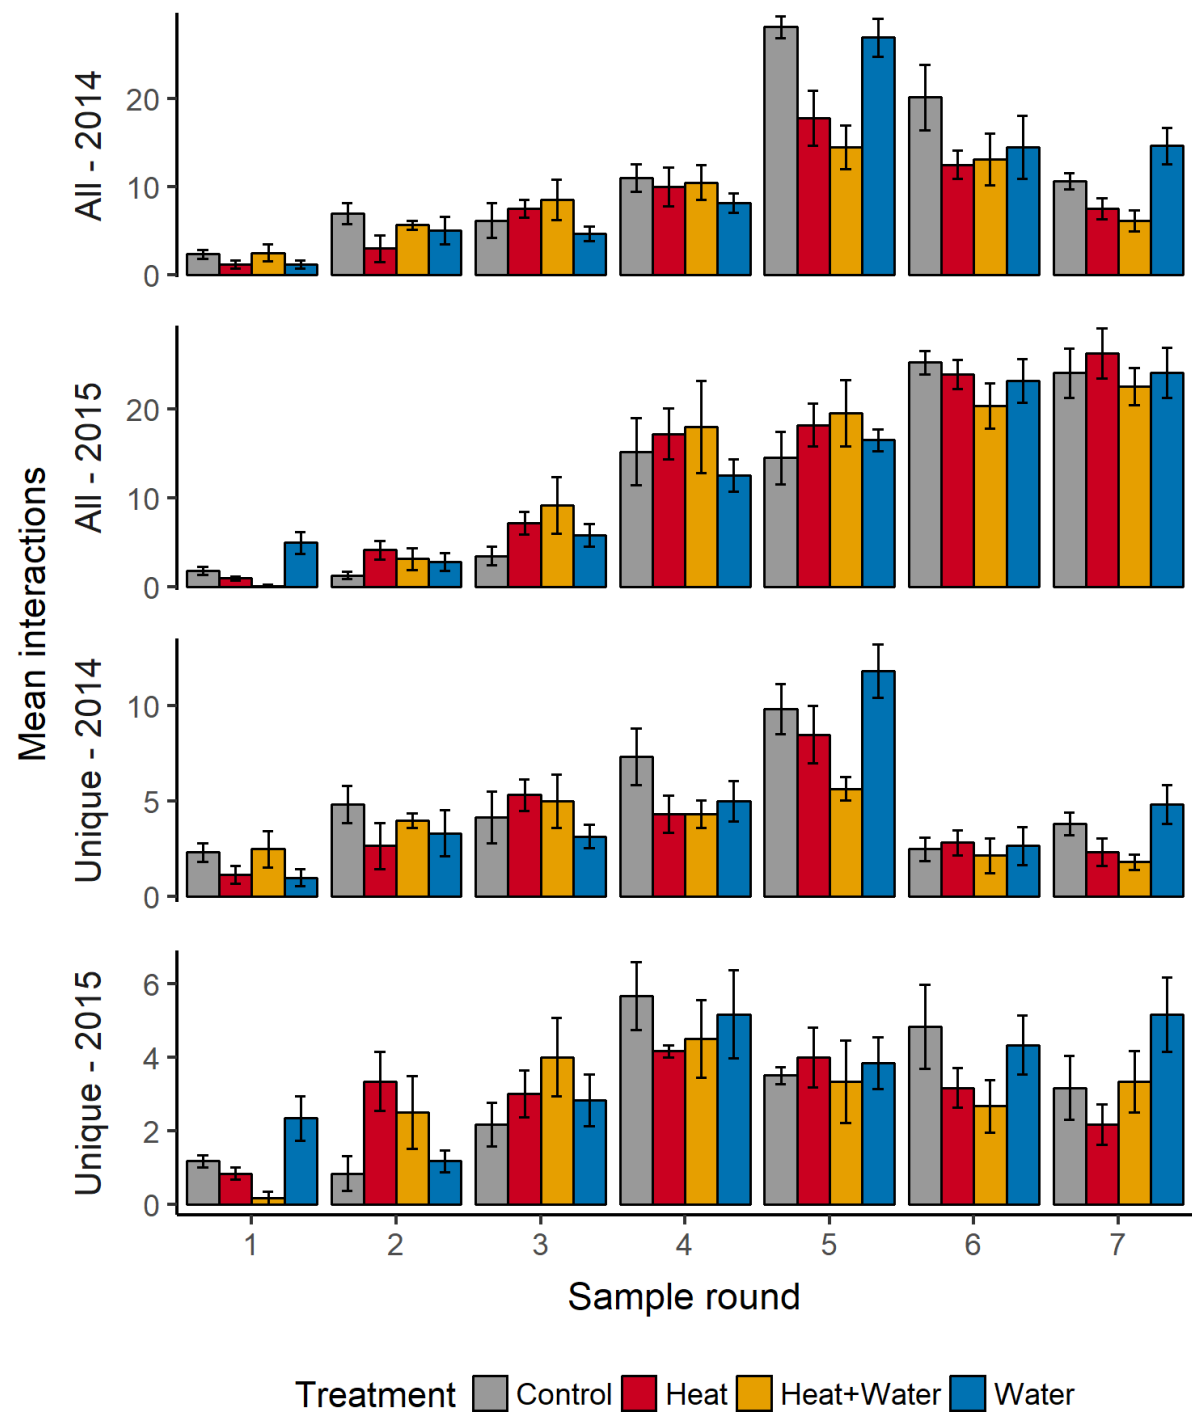 Mean interactions
All - 2014
20
10
0
All - 2015
20
10
0
Unique - 2014
10
5
0
Unique - 2015
6
4
2
0
1 2 3 4 5 6 7
Sample round
Treatment Control Heat Heat+Water Water